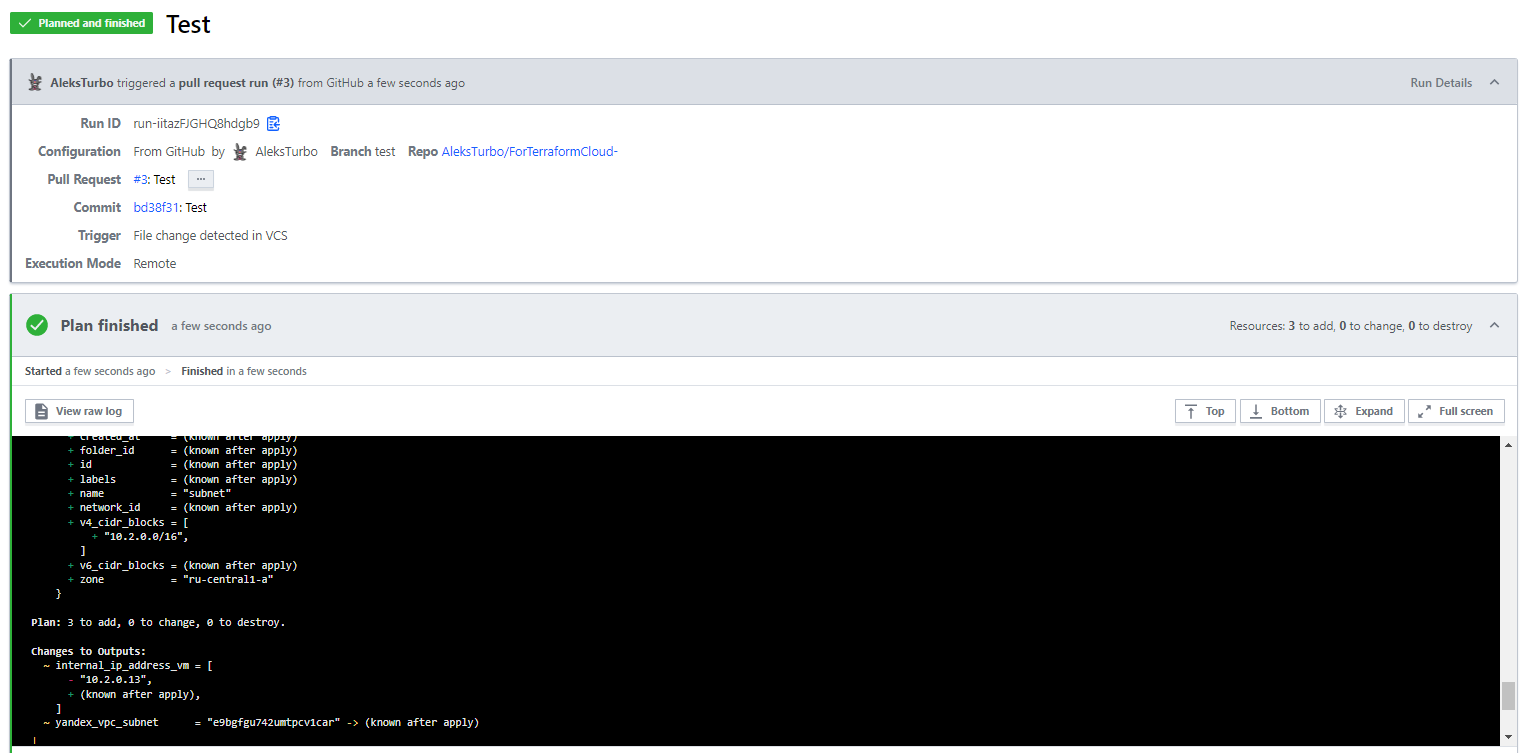 Planned and finished Test
AleksTurbo triggered a pull request run (#3) from GitHub a few seconds ago Run Details
Run ID run-iitazFJGHQ8hdgb9
Configuration From GitHub by AleksTurbo Branch test Repo AleksTurbo/ForTerraformCloud-
Pull Request #3: Test ...
Commit bd38f31: Test
Trigger File change detected in VCS
Execution Mode Remote
Plan finished a few seconds ago Resources: 3 to add, 0 to change, 0 to destroy
Started a few seconds ago > Finished in a few seconds
View raw log Top Bottom Expand Full screen
+ created_at = (known after apply)
+ folder_id = (known after apply)
+ id = (known after apply)
+ labels = (known after apply)
+ name = "subnet"
+ network_id = (known after apply)
+ v4_cidr_blocks = [
+ "10.2.0.0/16",
]
+ v6_cidr_blocks = (known after apply)
+ zone = "ru-central1-a"
}
Plan: 3 to add, 0 to change, 0 to destroy.
Changes to Outputs:
~ internal_ip_address_vm = [
- "10.2.0.13",
+ (known after apply),
]
~ yandex_vpc_subnet = "e9bgfgu742umtpcv1car" -> (known after apply)